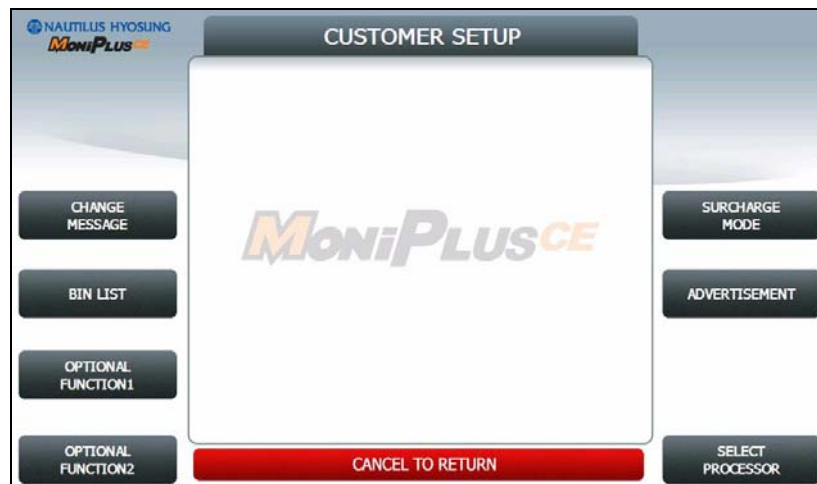 NAUTILUS HYOSUNG
MONiPLUSCE
CUSTOMER SETUP
CHANGE
MESSAGE
SURCHARGE
MODE
MONiPLUSCE
BIN LIST
ADVERTISEMENT
OPTIONAL
FUNCTION1
OPTIONAL
FUNCTION2
CANCEL TO RETURN
SELECT
PROCESSOR